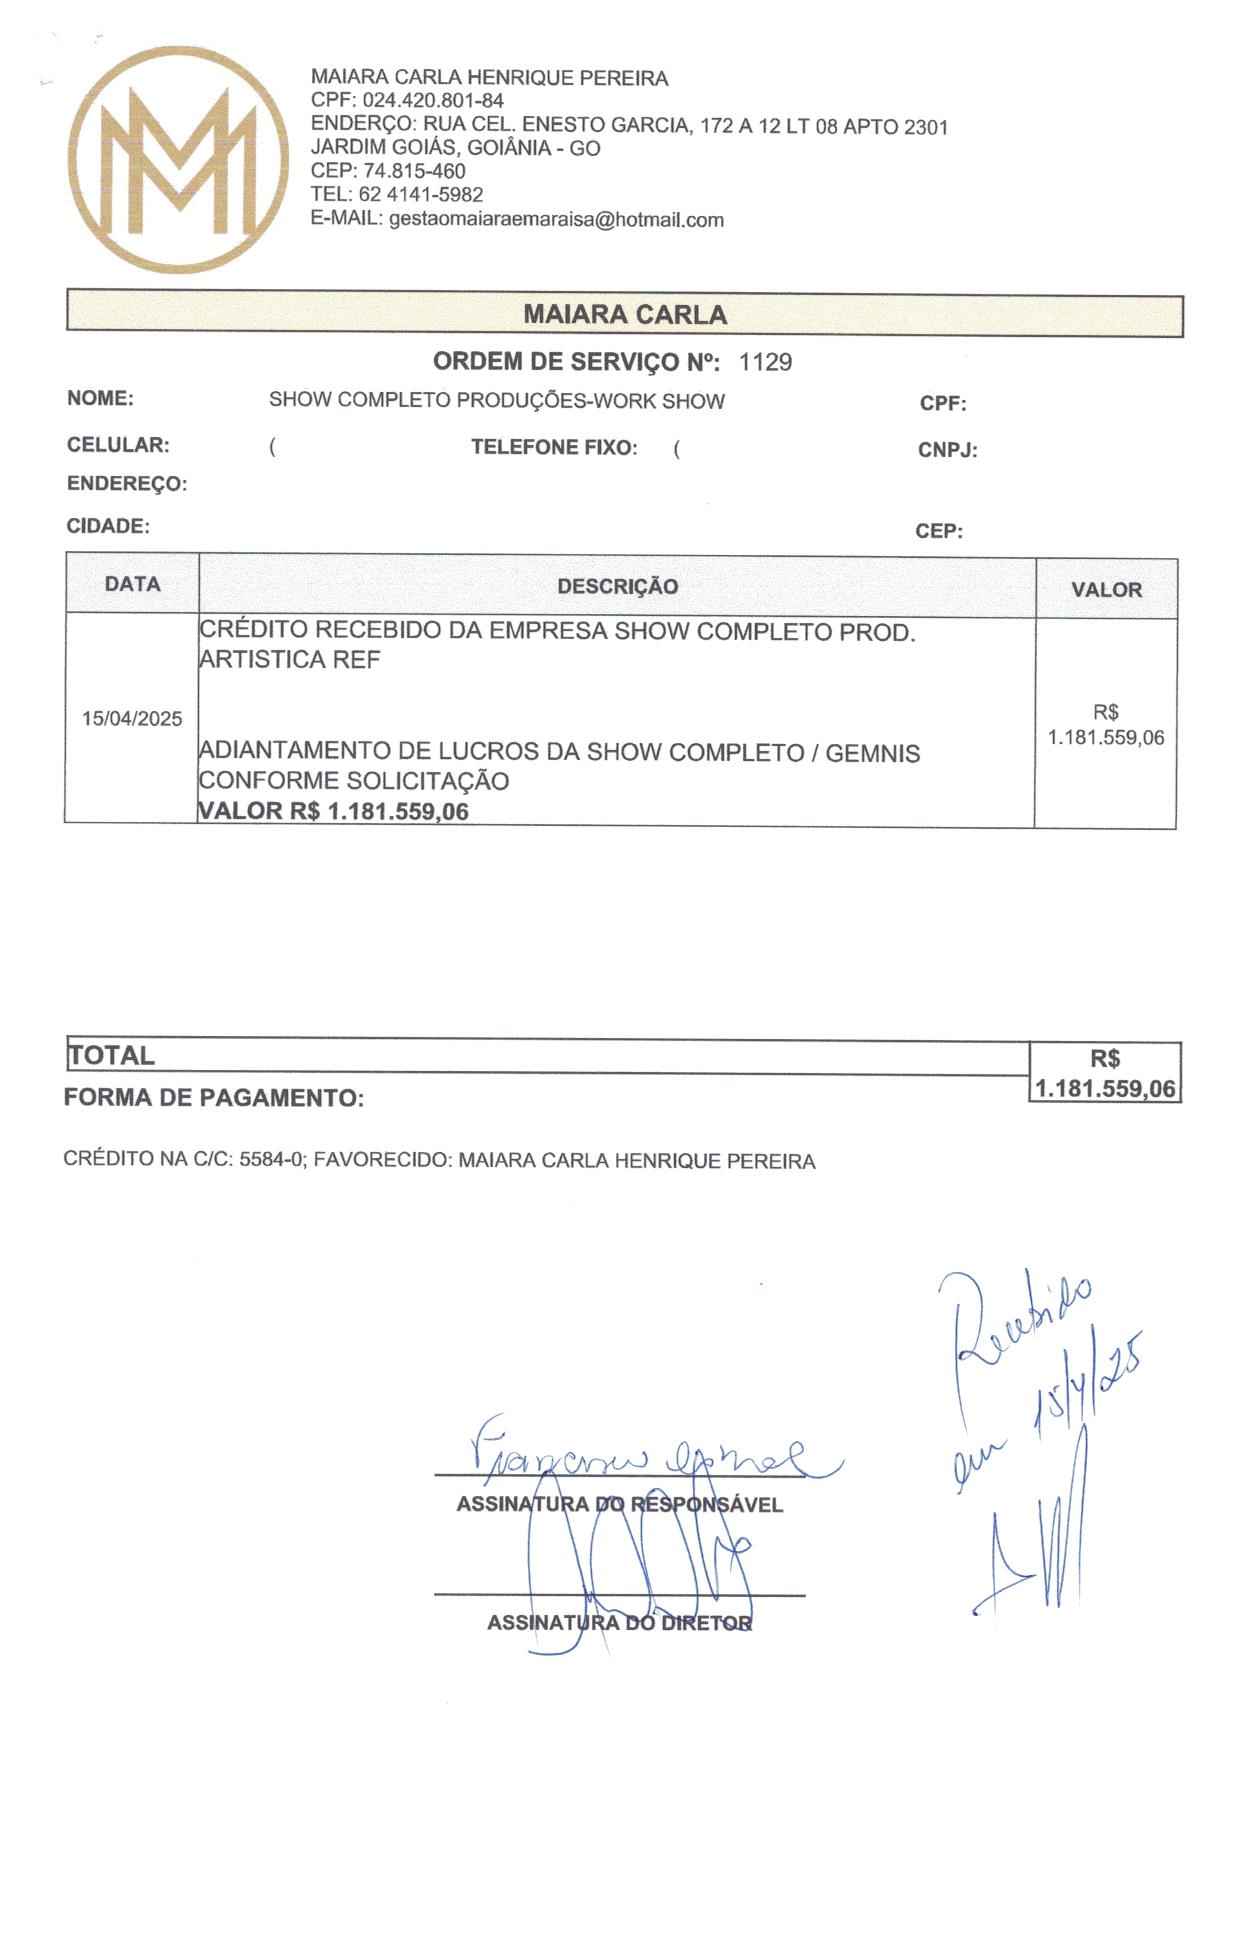 MAIARA CARLA HENRIQUE PEREIRA
CPF: 024.420.801-84
ENDERÇO: RUA CEL. ENESTO GARCIA, 172 A 12 LT 08 APTO 2301
JARDIM GOIÁS, GOIÂNIA - GO
CEP: 74.815-460
TEL: 62 4141-5982
E-MAIL: gestaomaiaraemaraisa@hotmail.com
MAIARA CARLA
ORDEM DE SERVIÇO Nº: 1129
NOME: SHOW COMPLETO PRODUÇÕES-WORK SHOW CPF:
CELULAR: ( TELEFONE FIXO: ( CNPJ:
ENDEREÇO:
CIDADE: CEP:
DATA DESCRIÇÃO VALOR
CRÉDITO RECEBIDO DA EMPRESA SHOW COMPLETO PROD.
ARTISTICA REF
15/04/2025
R$
1.181.559,06
ADIANTAMENTO DE LUCROS DA SHOW COMPLETO / GEMNIS
CONFORME SOLICITAÇÃO
VALOR R$ 1.181.559,06
TOTAL R$
1.181.559,06
FORMA DE PAGAMENTO:
CRÉDITO NA C/C: 5584-0; FAVORECIDO: MAIARA CARLA HENRIQUE PEREIRA
Recebido
em 15/4/25
ASSINATURA DO RESPONSÁVEL
ASSINATURA DO DIRETOR